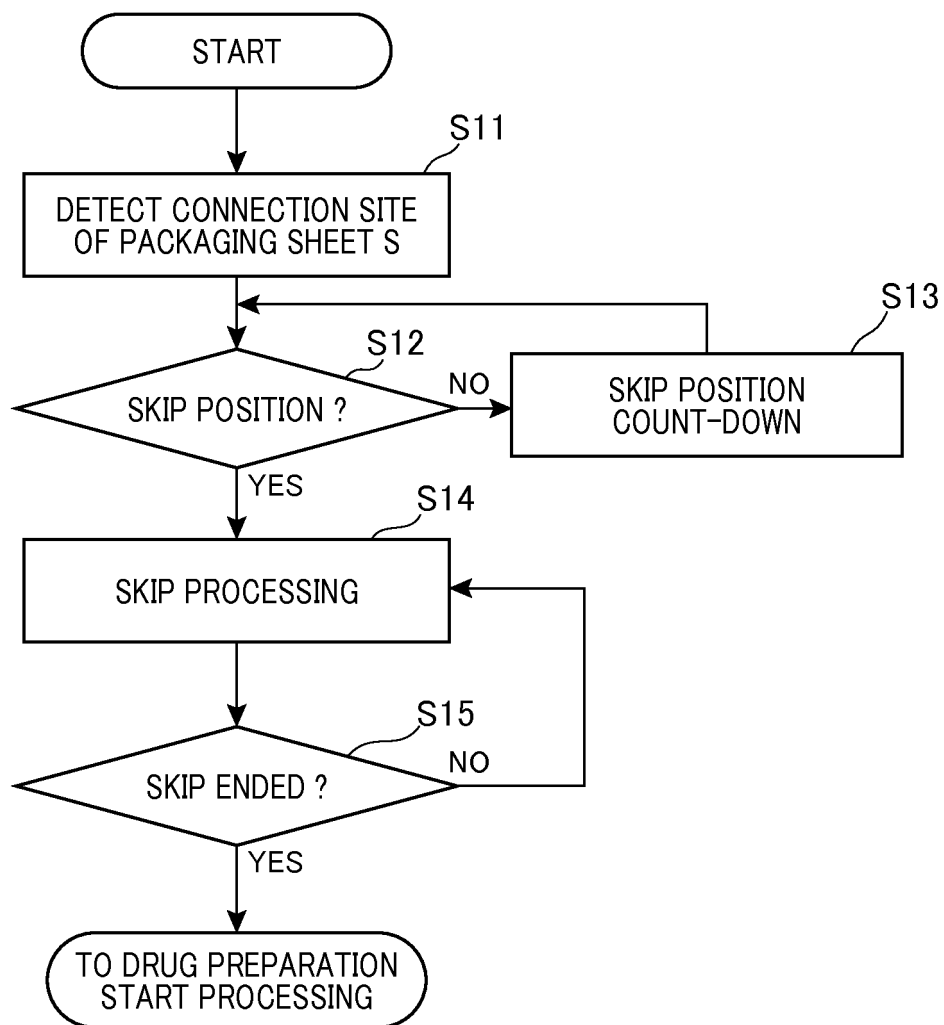 START
S11
DETECT CONNECTION SITE
OF PACKAGING SHEET S
S13
S12
SKIP POSITION ?
NO
SKIP POSITION
COUNT-DOWN
YES
S14
SKIP PROCESSING
S15
SKIP ENDED ?
NO
YES
TO DRUG PREPARATION
START PROCESSING